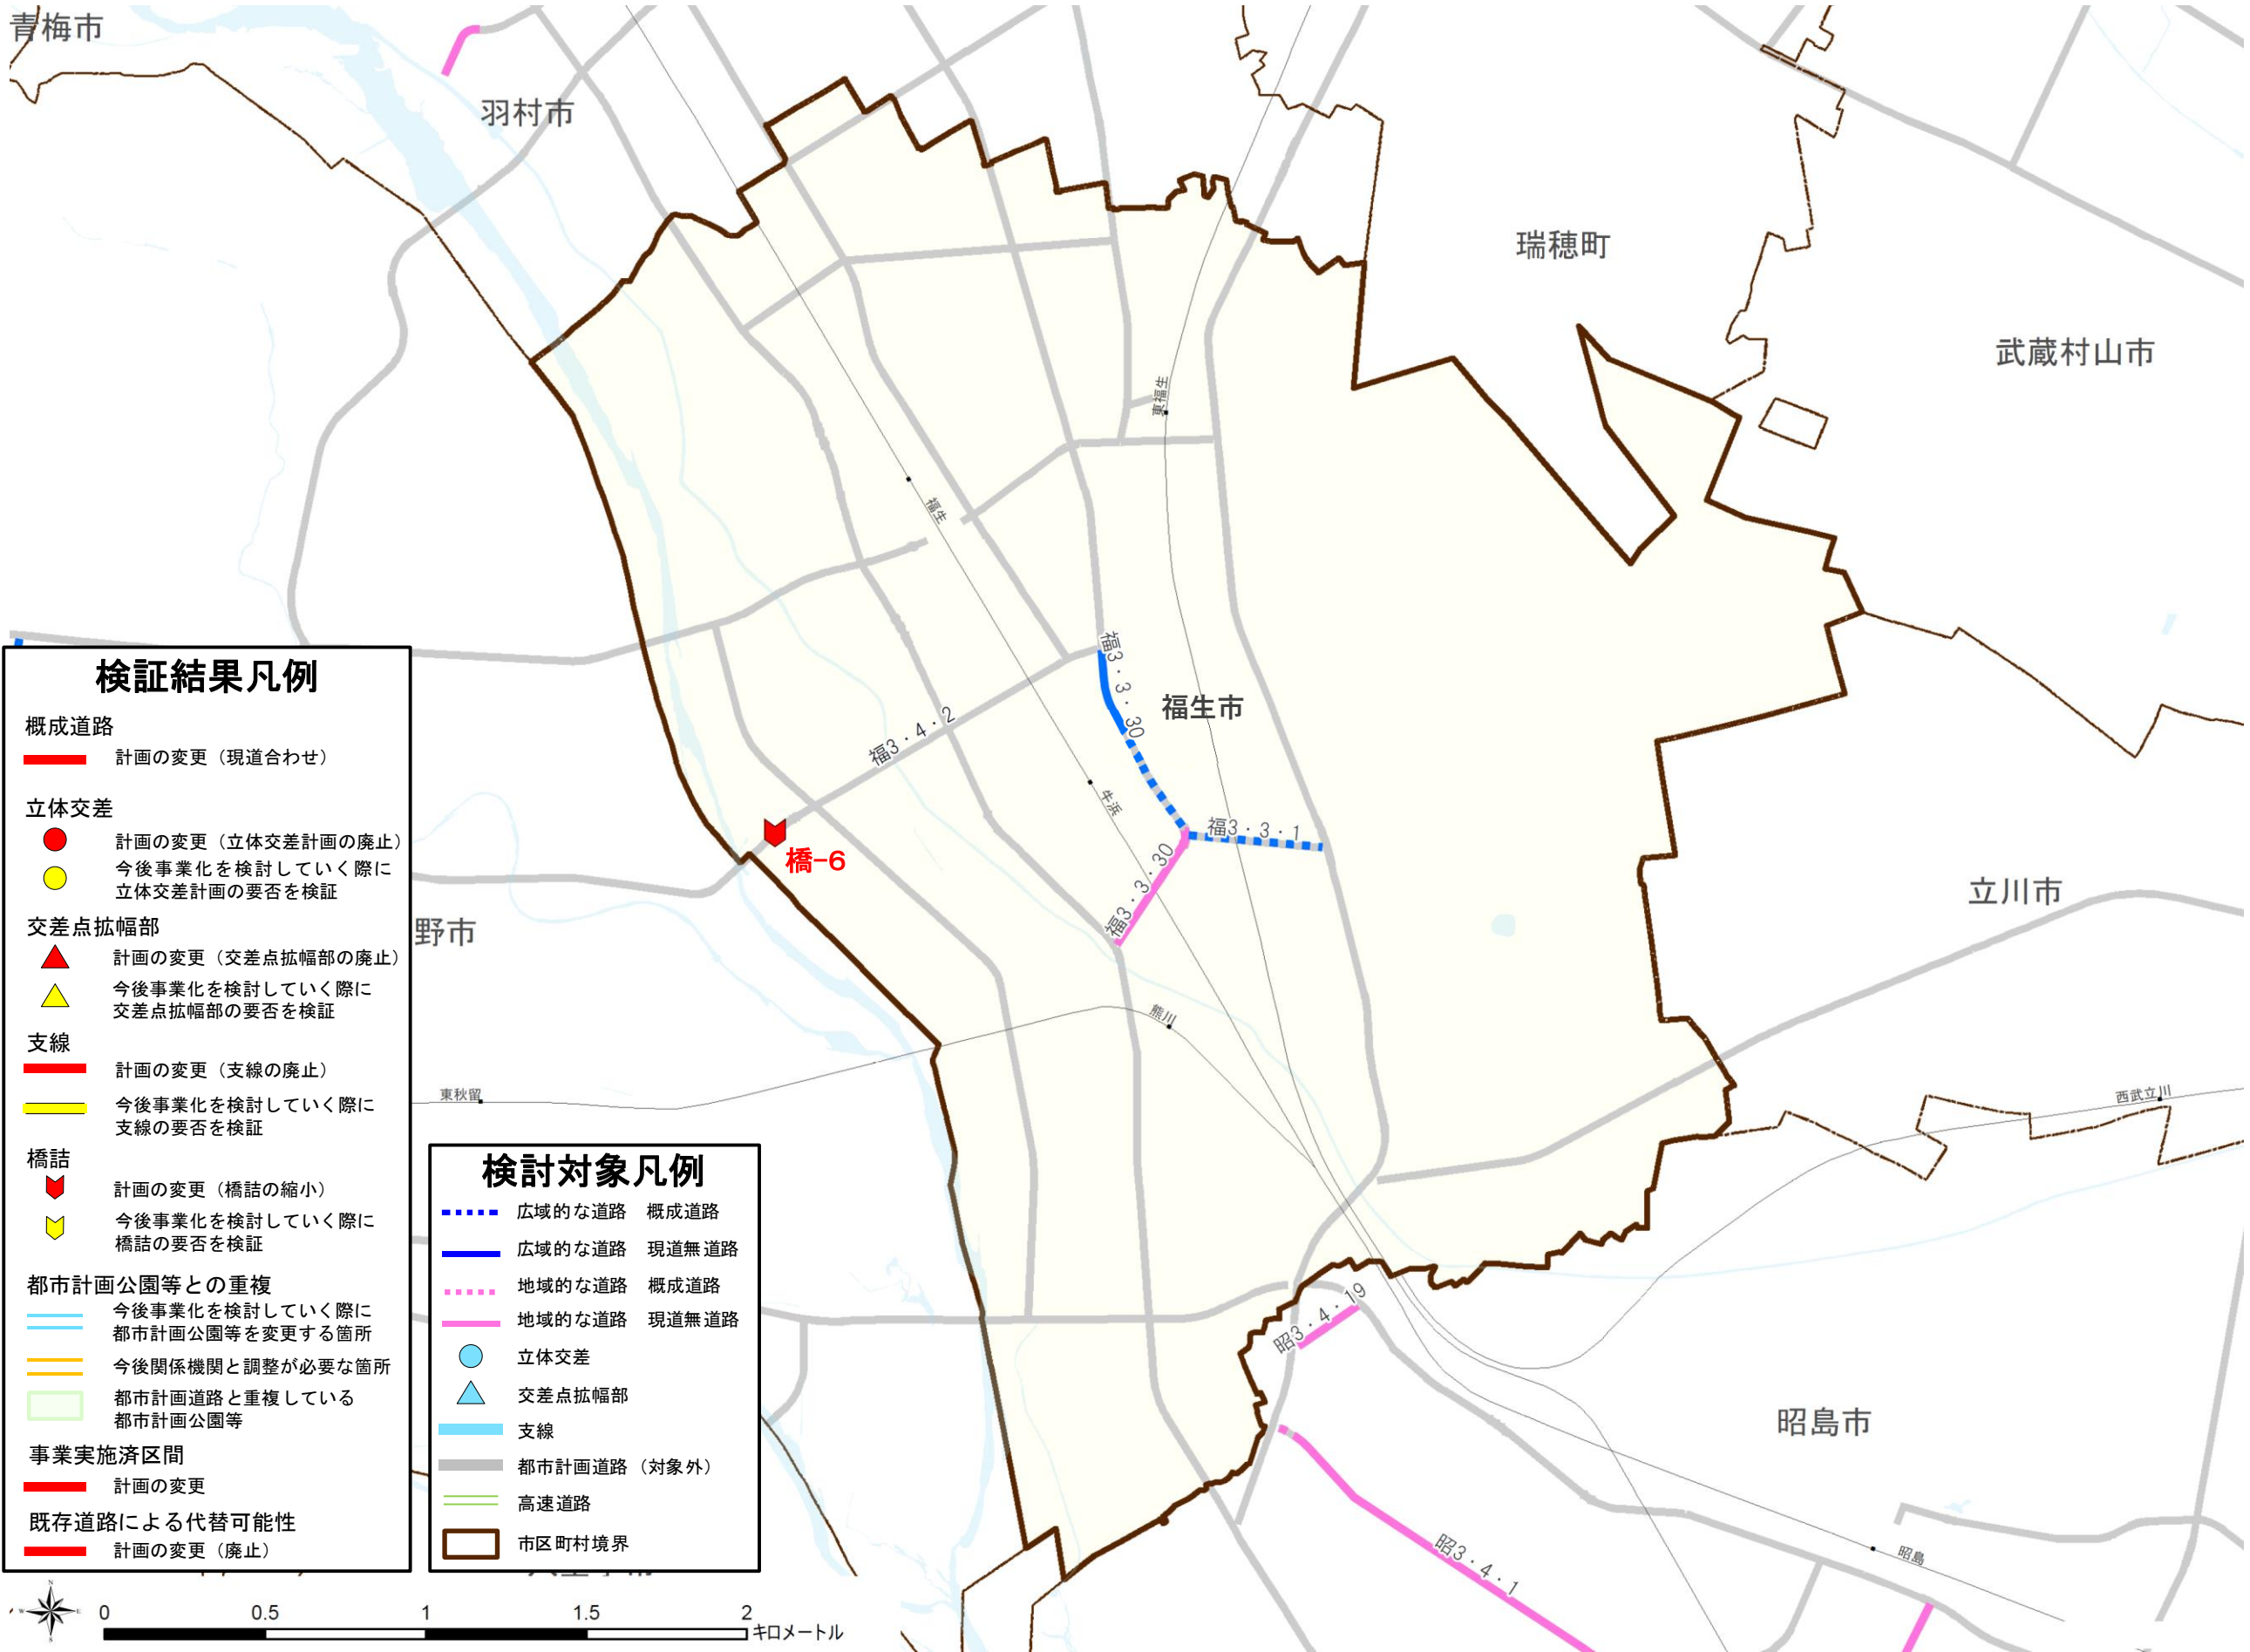 青梅市
羽村市
瑞穂町
武蔵村山市
東福生
福生
福3・3・30
福生市
福3・4・2
牛浜
福3・3・1
橋-6
福3・3・30
立川市
野市
熊川
東秋留
西武立川
昭3・4・19
昭島市
昭3・4・1
昭島
検証結果凡例
概成道路
計画の変更（現道合わせ）
立体交差
計画の変更（立体交差計画の廃止）
今後事業化を検討していく際に
立体交差計画の要否を検証
交差点拡幅部
計画の変更（交差点拡幅部の廃止）
今後事業化を検討していく際に
交差点拡幅部の要否を検証
支線
計画の変更（支線の廃止）
今後事業化を検討していく際に
支線の要否を検証
橋詰
計画の変更（橋詰の縮小）
今後事業化を検討していく際に
橋詰の要否を検証
都市計画公園等との重複
今後事業化を検討していく際に
都市計画公園等を変更する箇所
今後関係機関と調整が必要な箇所
都市計画道路と重複している
都市計画公園等
事業実施済区間
計画の変更
既存道路による代替可能性
計画の変更（廃止）
検討対象凡例
広域的な道路　概成道路
広域的な道路　現道無道路
地域的な道路　概成道路
地域的な道路　現道無道路
立体交差
交差点拡幅部
支線
都市計画道路（対象外）
高速道路
市区町村境界
N
W E
S
0 0.5 1 1.5 2
キロメートル